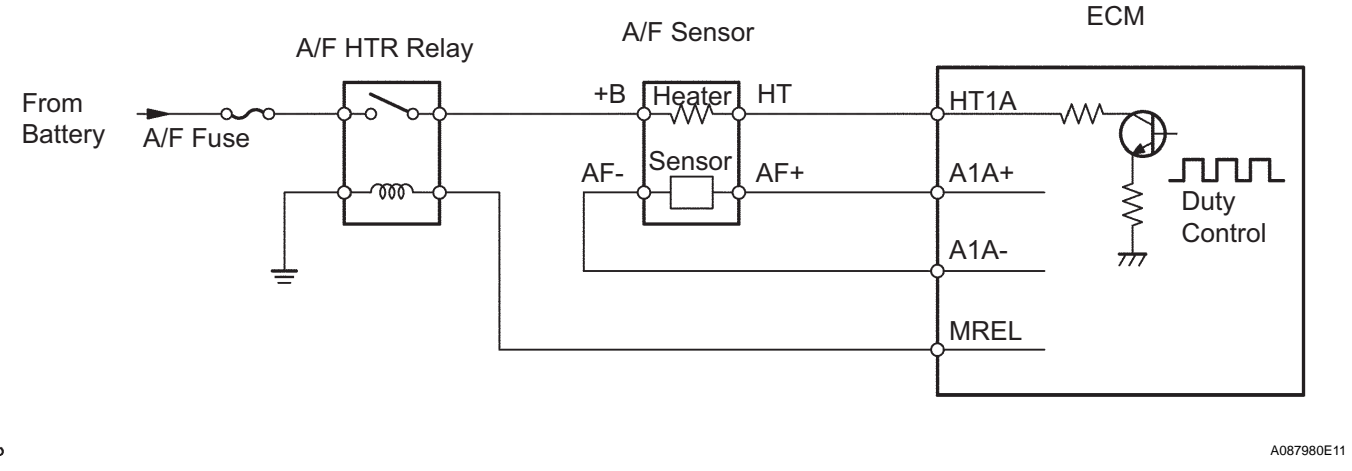 ECM
A/F Sensor
A/F HTR Relay
From
Battery
A/F Fuse
+B
Heater
HT
HT1A
AF-
Sensor
AF+
A1A+
Duty
Control
A1A-
MREL
A087980E11